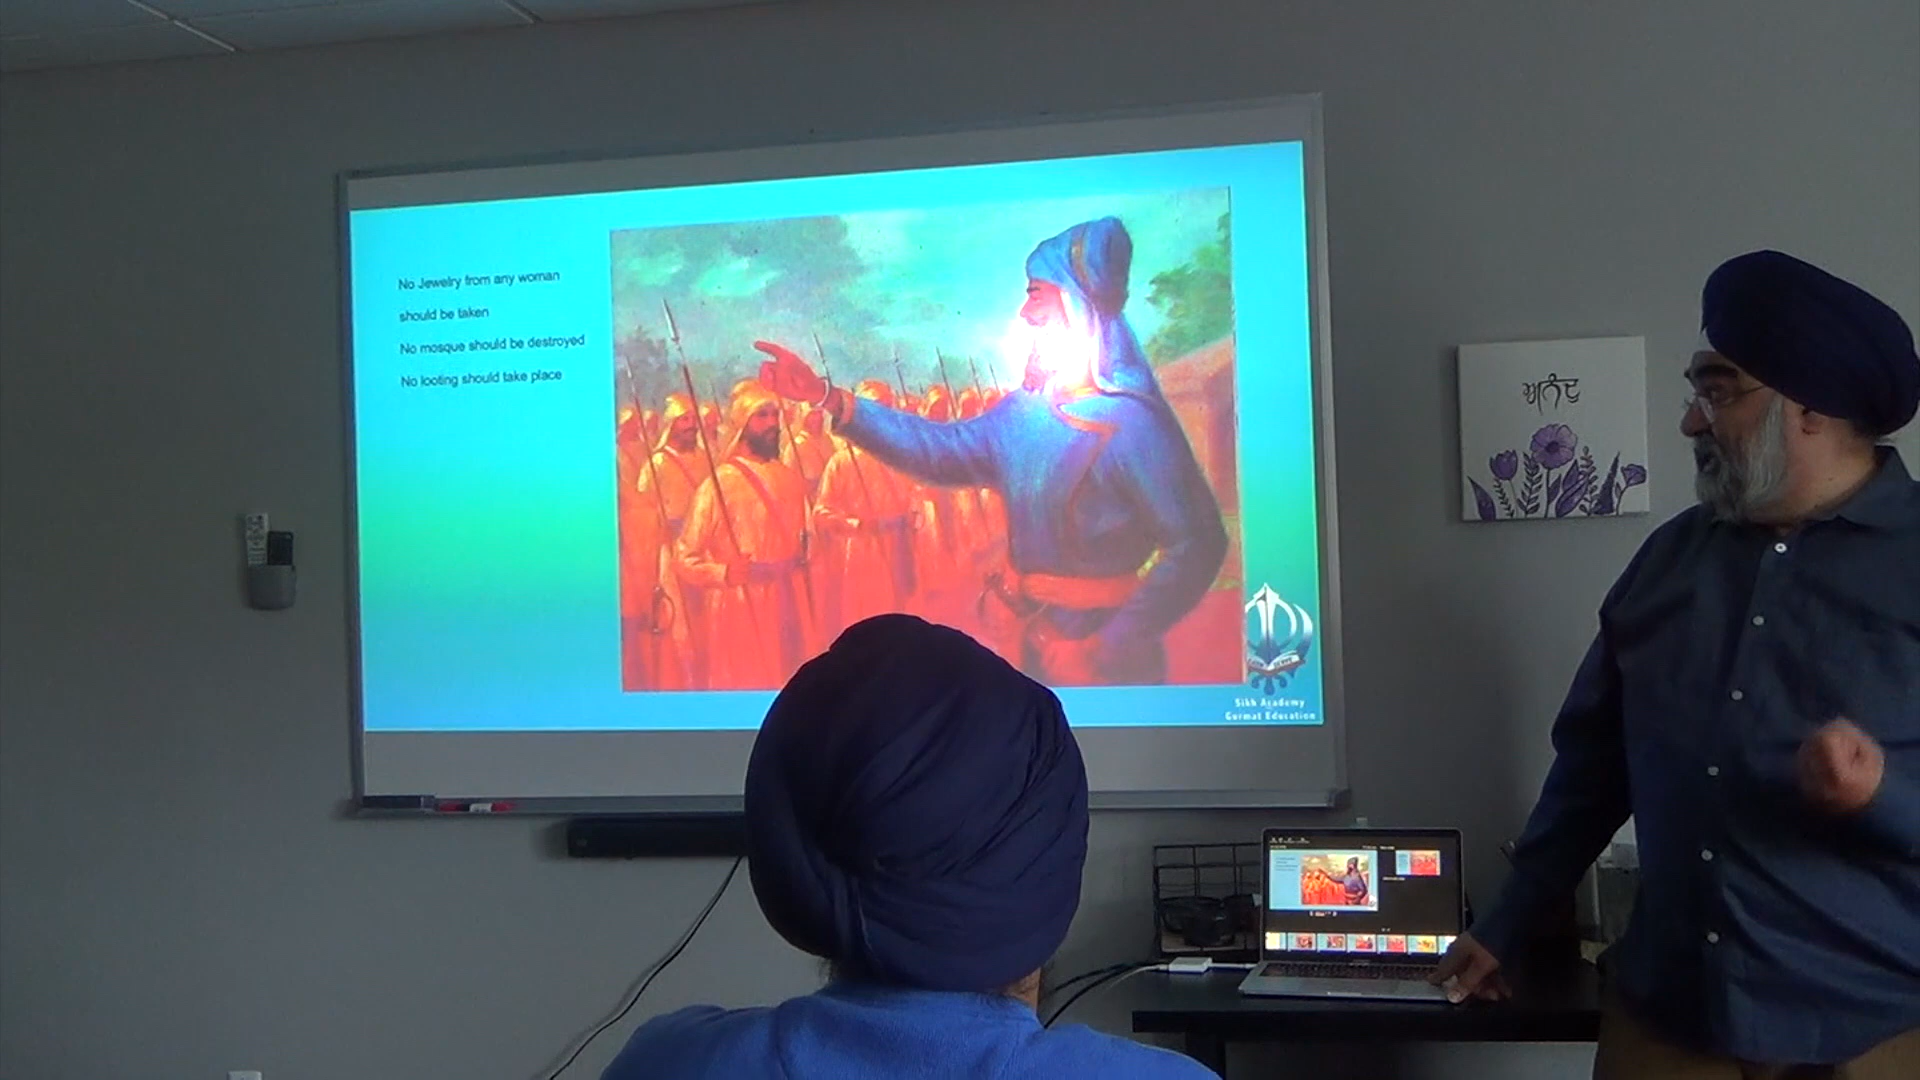 No Jewelry from any woman
should be taken
No mosque should be destroyed
No looting should take place
Sikh Academy
Gurmat Education
ਅਨੰਦੁ